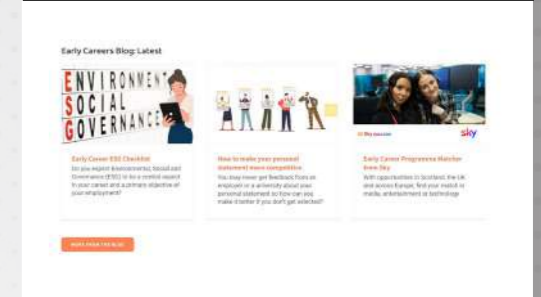 Early Careers Blog: Latest
ENVIRONMENT
SOCIAL
GOVERNANCE
sky
Early Career ESG Checklist
Do you expect Environmental, Social and
Governance (ESG) to be a central aspect
in your career and a primary objective of
your employment?
How to make your personal
statement more competitive
You may never get feedback from an
employer or a university about your
personal statement so how can you
make it better if you don't get selected?
Early Career Programme Matcher
from Sky
With opportunities in Scotland, the UK
and across Europe, find your match in
media, entertainment or technology
MORE FROM THE BLOG